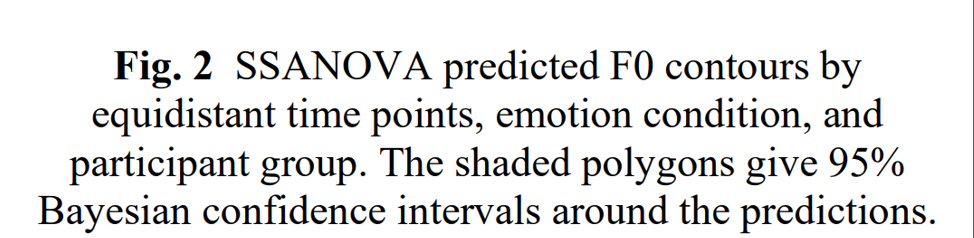 Fig. 2 SSANOVA predicted F0 contours by
equidistant time points, emotion condition, and
participant group. The shaded polygons give 95%
Bayesian confidence intervals around the predictions.